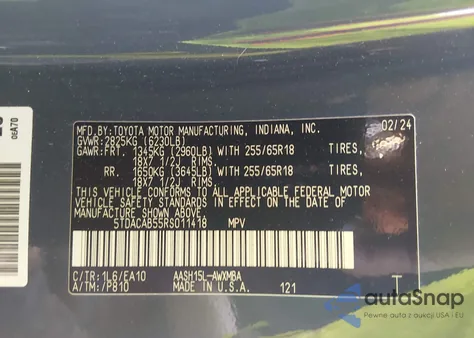 MFD.BY:TOYOTA MOTOR MANUFACTURING, INDIANA, INC. 02/24
GVWR: 2825KG (6230LB)
GAWR:FRT. 1345KG (2960LB) WITH 255/65R18 TIRES,
18X7 1/2J RIMS.
RR. 1650KG (3645LB) WITH 255/65R18 TIRES,
18X7 1/2J RIMS.
THIS VEHICLE CONFORMS TO ALL APPLICABLE FEDERAL MOTOR
VEHICLE SAFETY STANDARDS IN EFFECT ON THE DATE OF
MANUFACTURE SHOWN ABOVE.
5TDACAB55RS011418 MPV
C/TR:1L6/EA10 AASH15L-AWXMBA
A/TM:/P810 MADE IN U.S.A. 121 T
0EA70
autaSnap
Pewne auta z USA i Europy